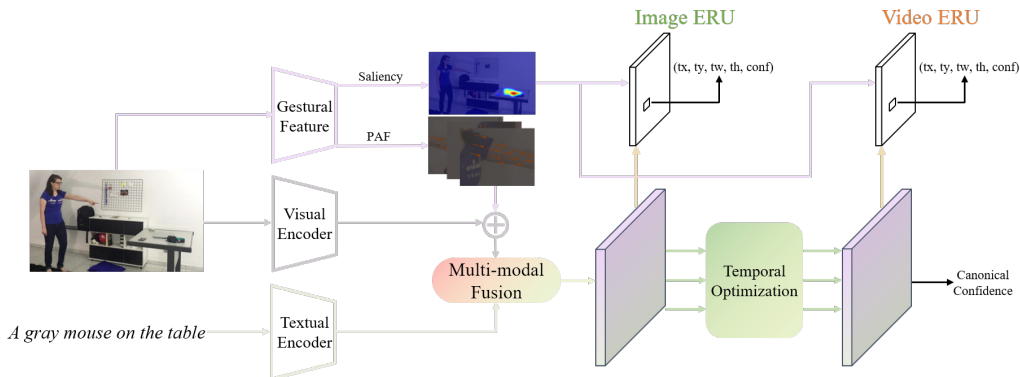 Image ERU
Video ERU
(tx, ty, tw, th, conf)
(tx, ty, tw, th, conf)
Saliency
Gestural
Feature
PAF
Visual
Encoder
Multi-modal
Fusion
Temporal
Optimization
Canonical
Confidence
A gray mouse on the table
Textual
Encoder